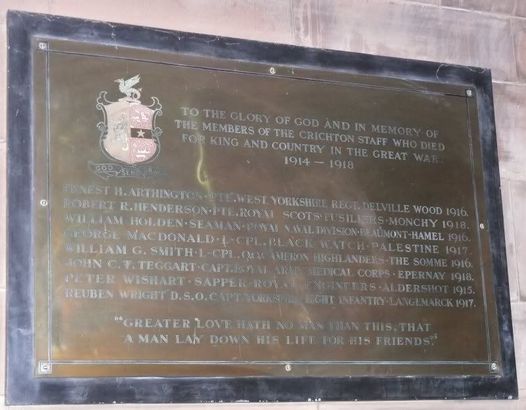 TO THE GLORY OF GOD AND IN MEMORY OF
THE MEMBERS OF THE CRICHTON STAFF WHO DIED
FOR KING AND COUNTRY IN THE GREAT WAR.
1914 — 1918
ERNEST H. ARTHINGTON · PTE. WEST YORKSHIRE REGT. DELVILLE WOOD 1916.
ROBERT R. HENDERSON · PTE. ROYAL SCOTS FUSILIERS · MONCHY 1918.
WILLIAM HOLDEN · SEAMAN · ROYAL NAVAL DIVISION · BEAUMONT-HAMEL 1916.
GEORGE MACDONALD · L-CPL. BLACK WATCH · PALESTINE 1917.
WILLIAM G. SMITH · L-CPL. CAMERON HIGHLANDERS · THE SOMME 1916.
JOHN C. T. TEGGART · CAPT. ROYAL ARMY MEDICAL CORPS · EPERNAY 1918.
PETER WISHART · SAPPER · ROYAL ENGINEERS · ALDERSHOT 1915.
REUBEN WRIGHT D.S.O. CAPT. YORKSHIRE LIGHT INFANTRY · LANGEMARCK 1917.
"GREATER LOVE HATH NO MAN THAN THIS, THAT
A MAN LAY DOWN HIS LIFE FOR HIS FRIENDS."